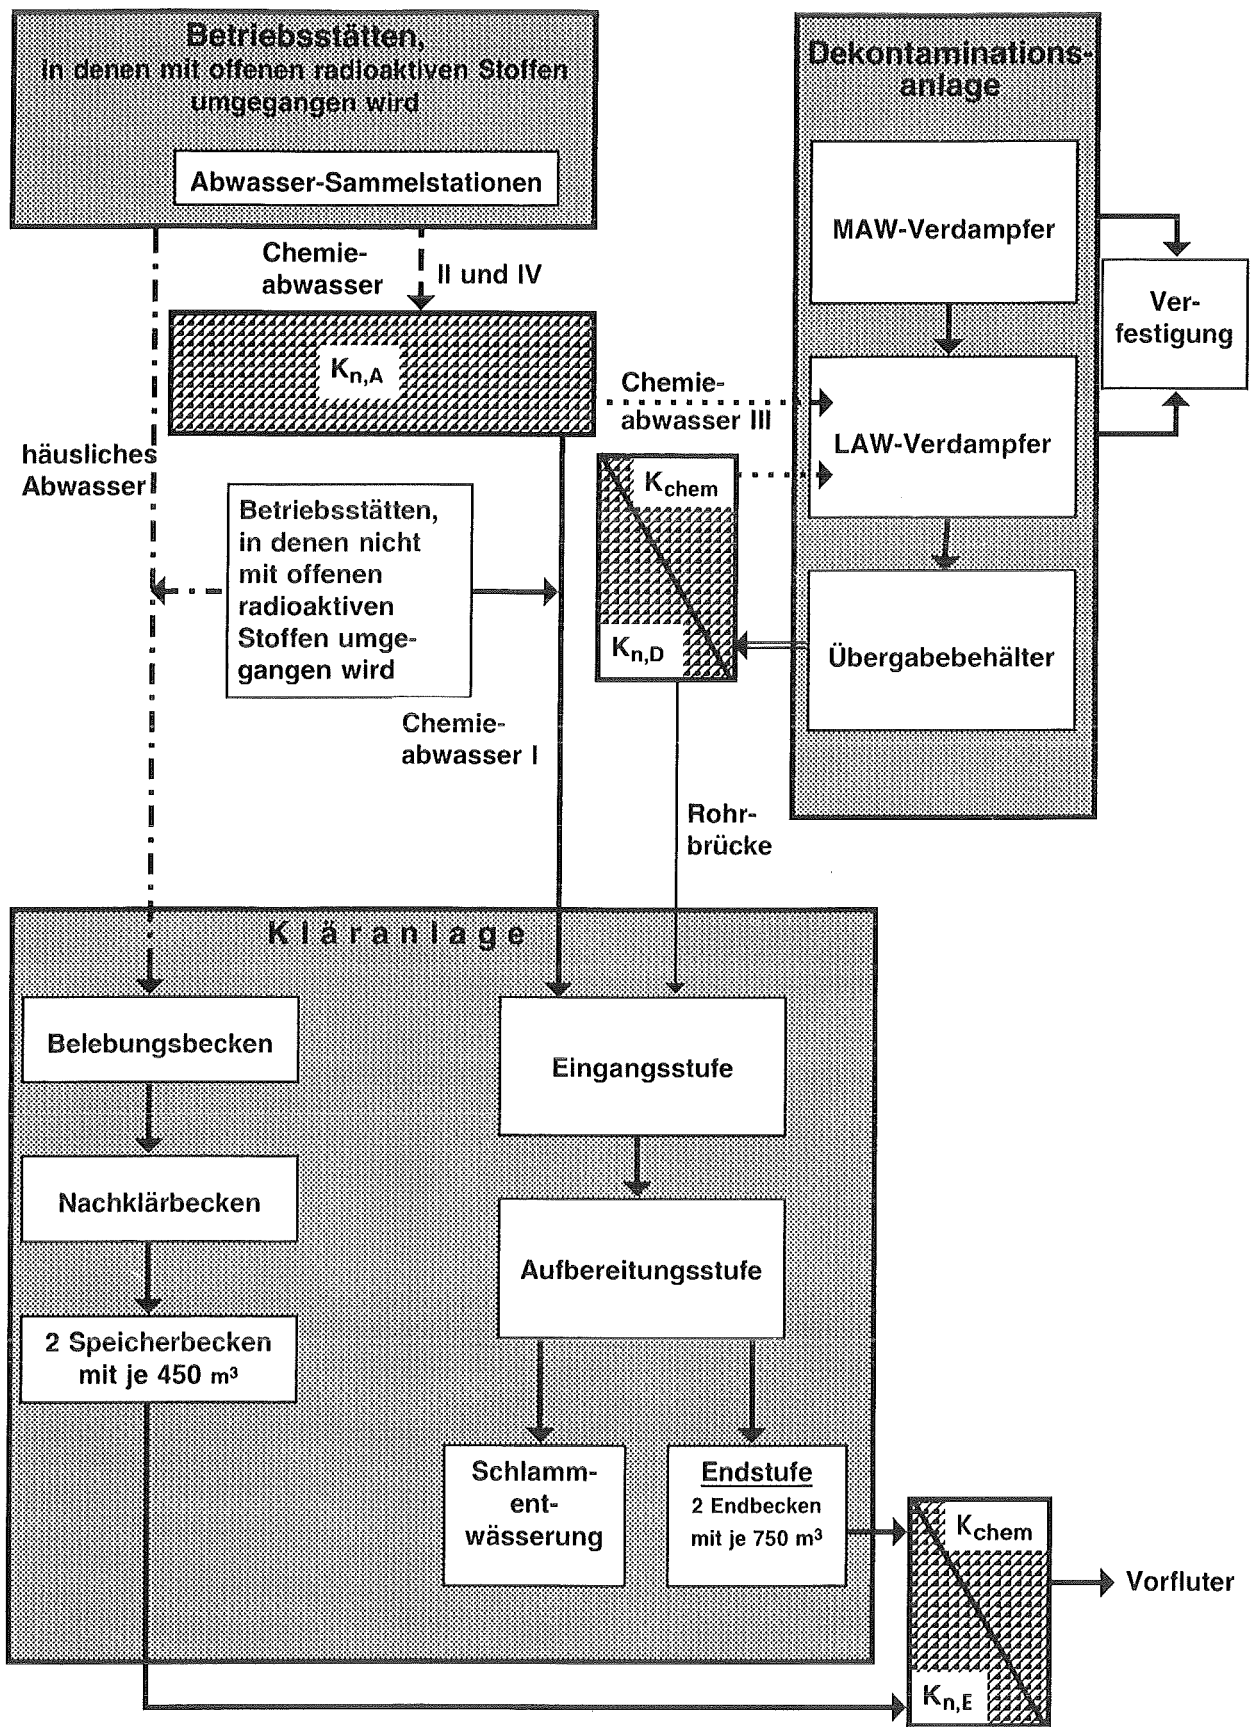 Betriebsstätten,
in denen mit offenen radioaktiven Stoffen
umgegangen wird
Abwasser-Sammelstationen
Dekontaminations-
anlage
MAW-Verdampfer
Ver-
festigung
LAW-Verdampfer
Übergabebehälter
Chemie-
abwasser
II und IV
Kn,A
Chemie-
abwasser III
häusliches
Abwasser
Betriebsstätten,
in denen nicht
mit offenen
radioaktiven
Stoffen umge-
gangen wird
Kchem
Kn,D
Chemie-
abwasser I
Rohr-
brücke
Kläranlage
Belebungsbecken
Nachklärbecken
2 Speicherbecken
mit je 450 m³
Eingangsstufe
Aufbereitungsstufe
Schlamm-
ent-
wässerung
Endstufe
2 Endbecken
mit je 750 m³
Kchem
Kn,E
Vorfluter